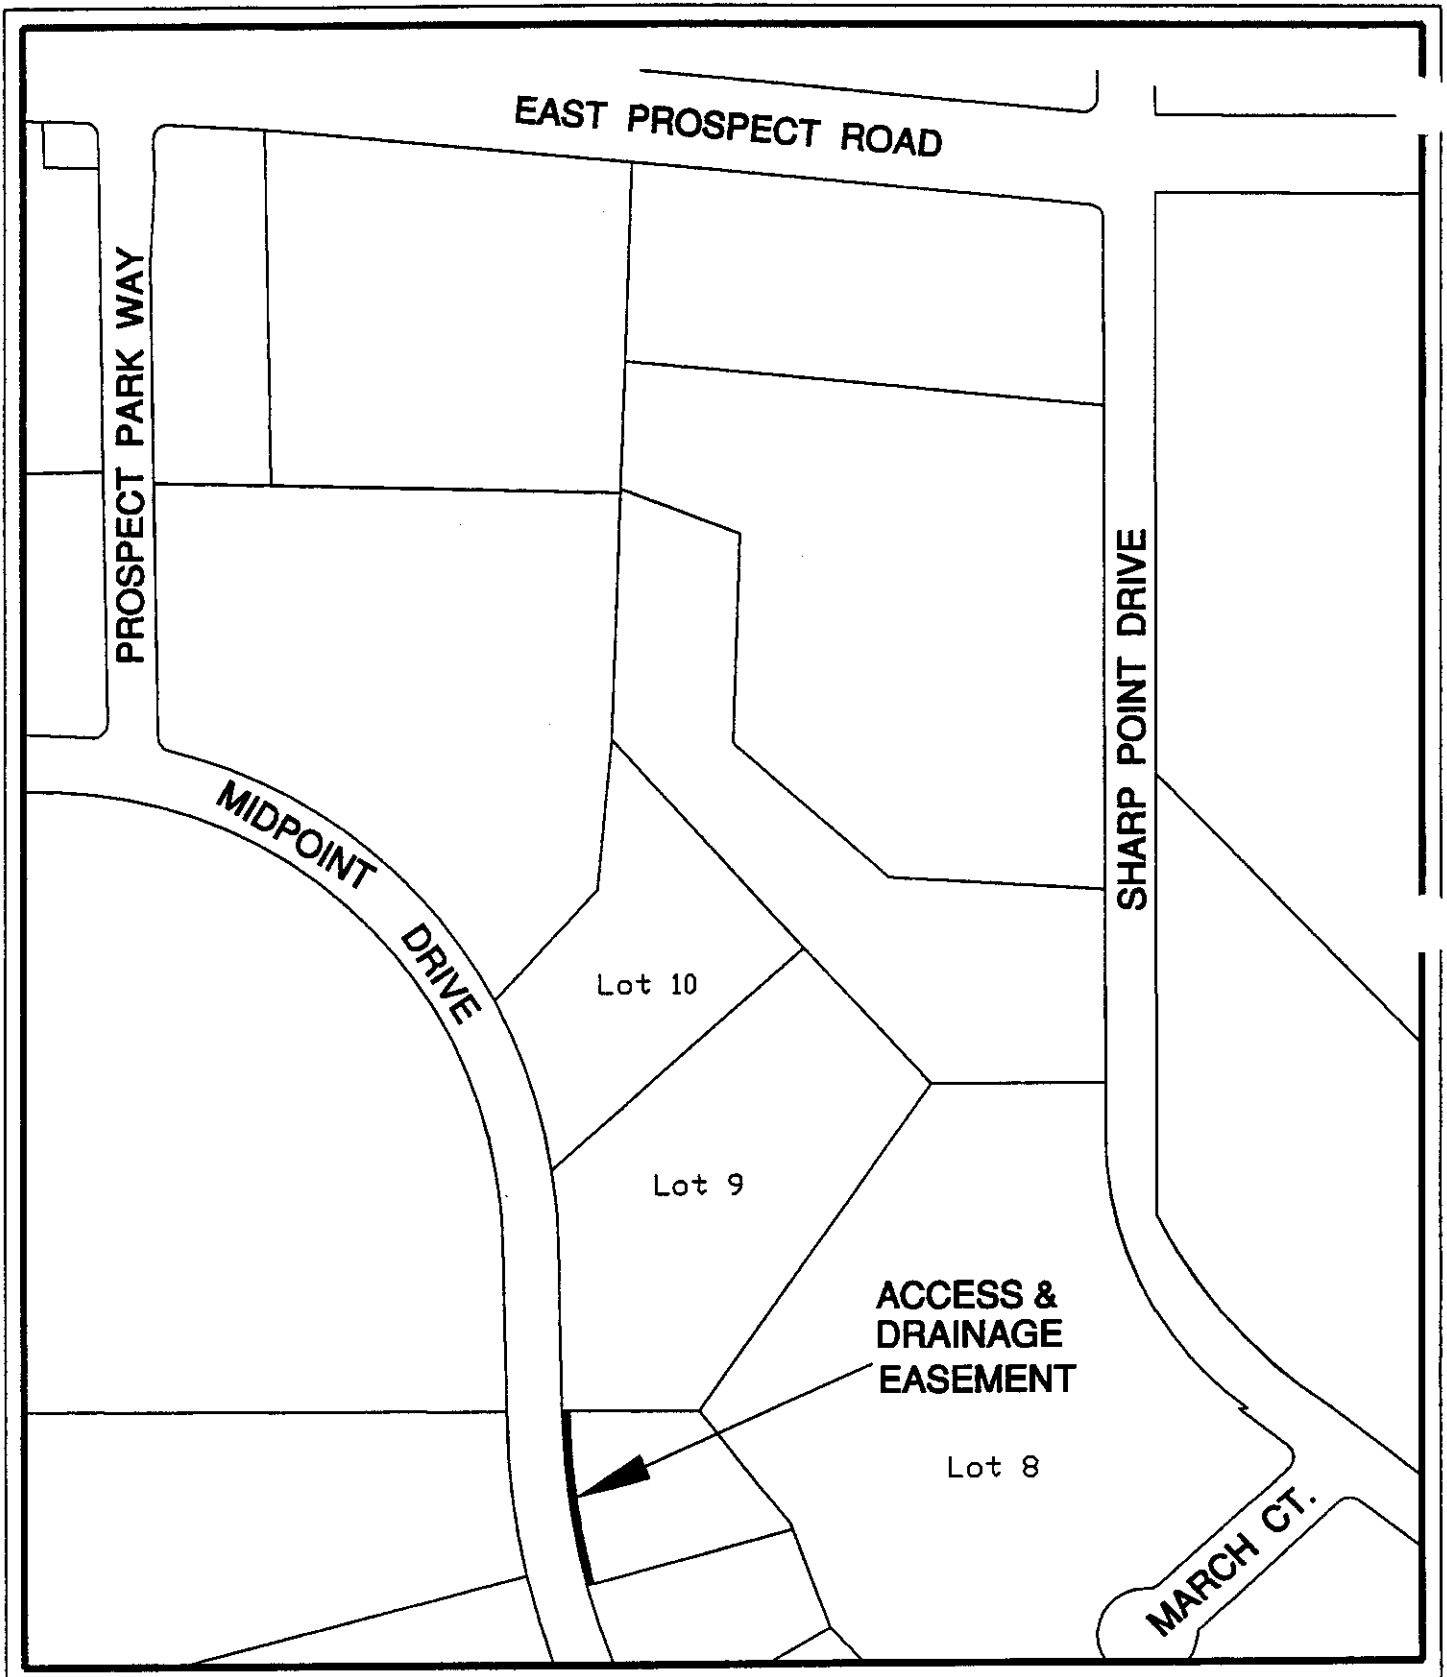 EAST PROSPECT ROAD
PROSPECT PARK WAY
SHARP POINT DRIVE
MIDPOINT DRIVE
Lot 10
Lot 9
ACCESS &
DRAINAGE
EASEMENT
Lot 8
MARCH CT.